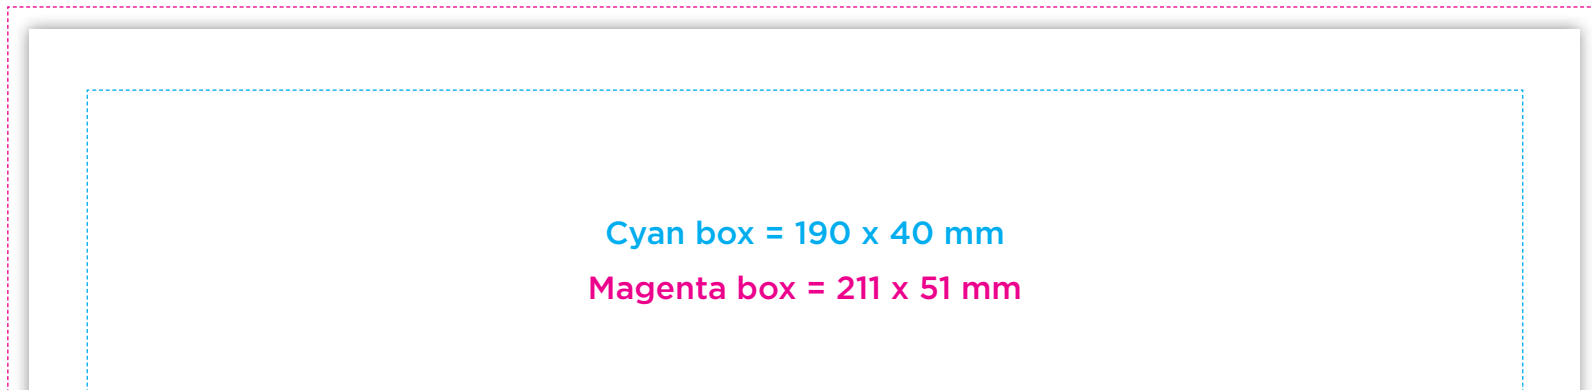 Cyan box = 190 x 40 mm
Magenta box = 211 x 51 mm